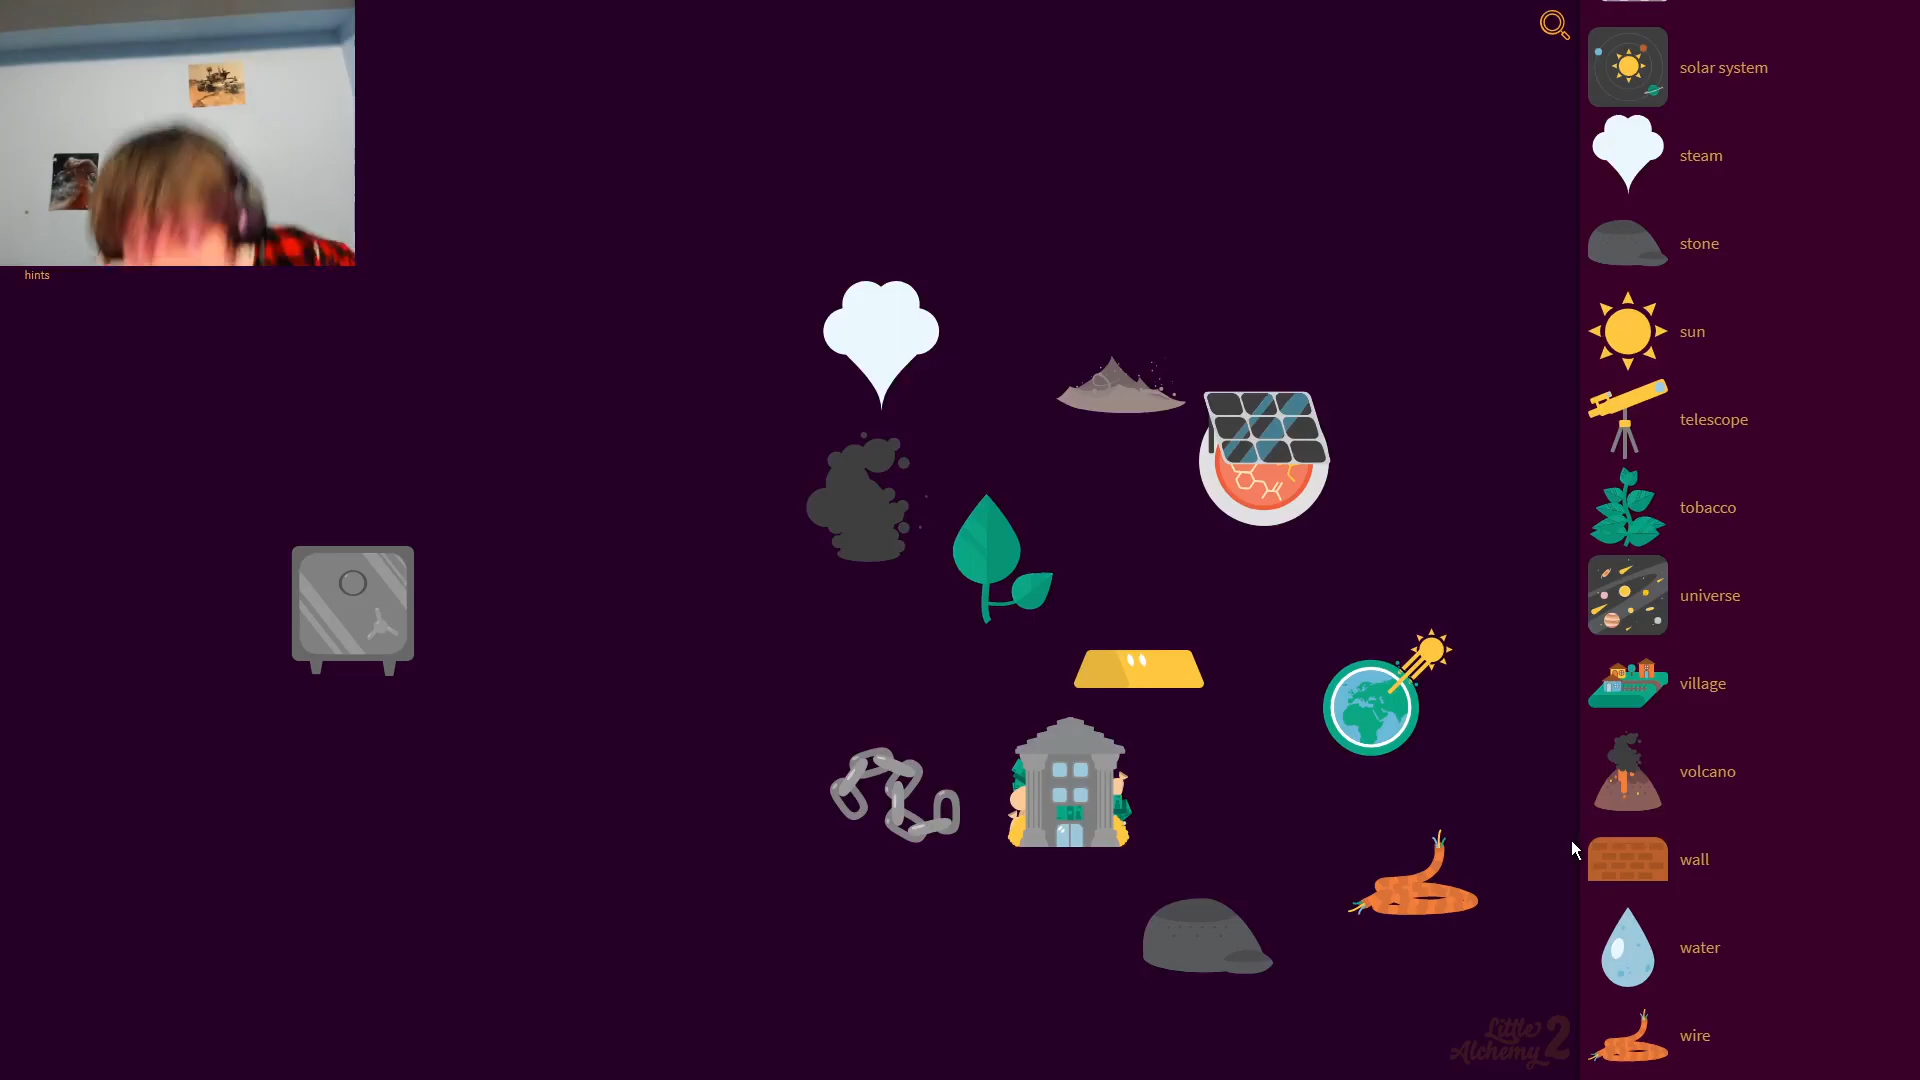 hints
solar system
steam
stone
sun
telescope
tobacco
universe
village
volcano
wall
water
wire
Little
Alchemy 2